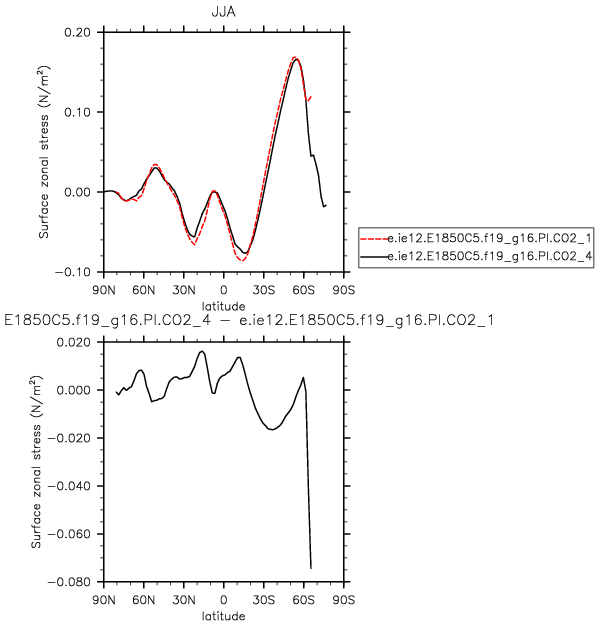 JJA
0.20
0.10
0.00
−0.10
Surface zonal stress (N/m²)
90N 60N 30N 0 30S 60S 90S
latitude
e.ie12.E1850C5.f19_g16.PI.CO2_1
e.ie12.E1850C5.f19_g16.PI.CO2_4
E1850C5.f19_g16.PI.CO2_4 − e.ie12.E1850C5.f19_g16.PI.CO2_1
0.020
0.000
−0.020
−0.040
−0.060
−0.080
Surface zonal stress (N/m²)
90N 60N 30N 0 30S 60S 90S
latitude